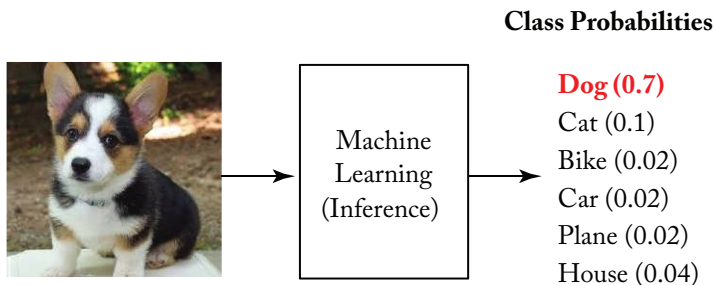 Class Probabilities
Dog (0.7)
Cat (0.1)
Bike (0.02)
Car (0.02)
Plane (0.02)
House (0.04)
Machine
Learning
(Inference)